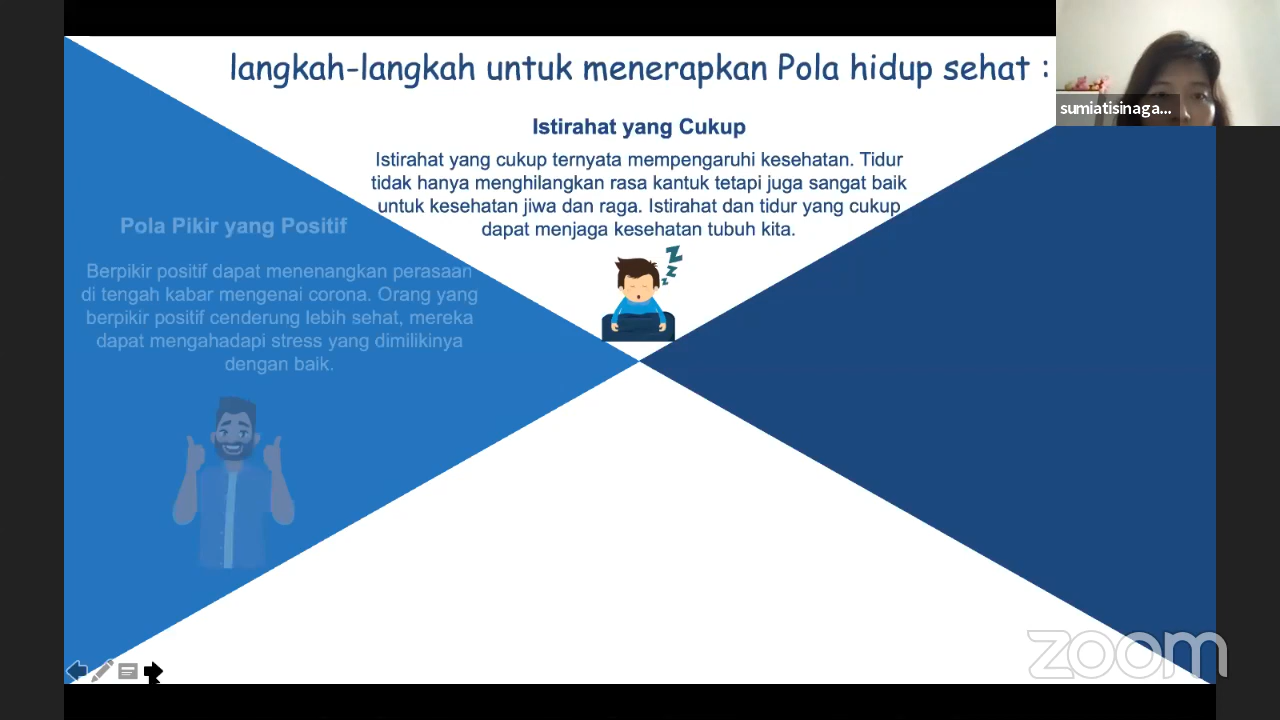 langkah-langkah untuk menerapkan Pola hidup sehat :
sumiatisinaga...
Istirahat yang Cukup
Istirahat yang cukup ternyata mempengaruhi kesehatan. Tidur
tidak hanya menghilangkan rasa kantuk tetapi juga sangat baik
untuk kesehatan jiwa dan raga. Istirahat dan tidur yang cukup
dapat menjaga kesehatan tubuh kita.
Z
Z
Z
Pola Pikir yang Positif
Berpikir positif dapat menenangkan perasaan
di tengah kabar mengenai corona. Orang yang
berpikir positif cenderung lebih sehat, mereka
dapat mengahadapi stress yang dimilikinya
dengan baik.
zoom